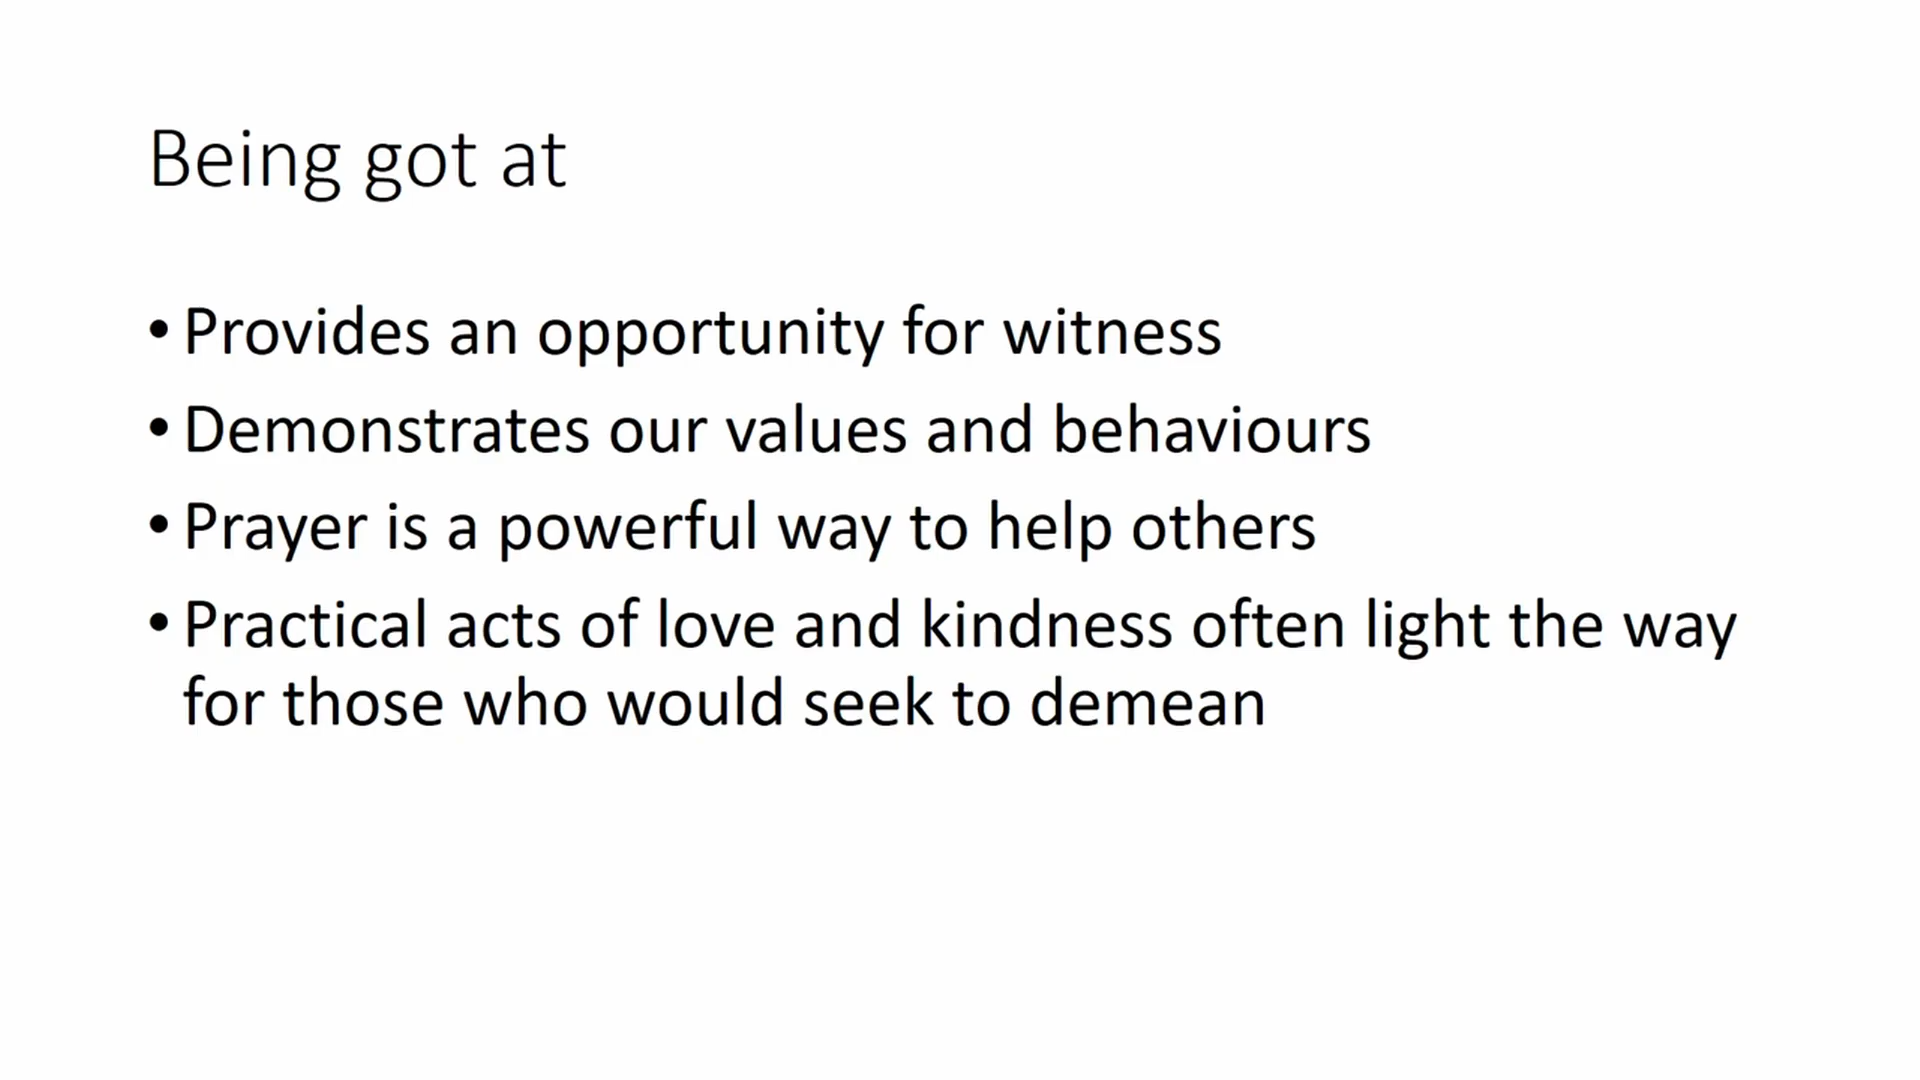 Being got at
• Provides an opportunity for witness
• Demonstrates our values and behaviours
• Prayer is a powerful way to help others
• Practical acts of love and kindness often light the way
for those who would seek to demean